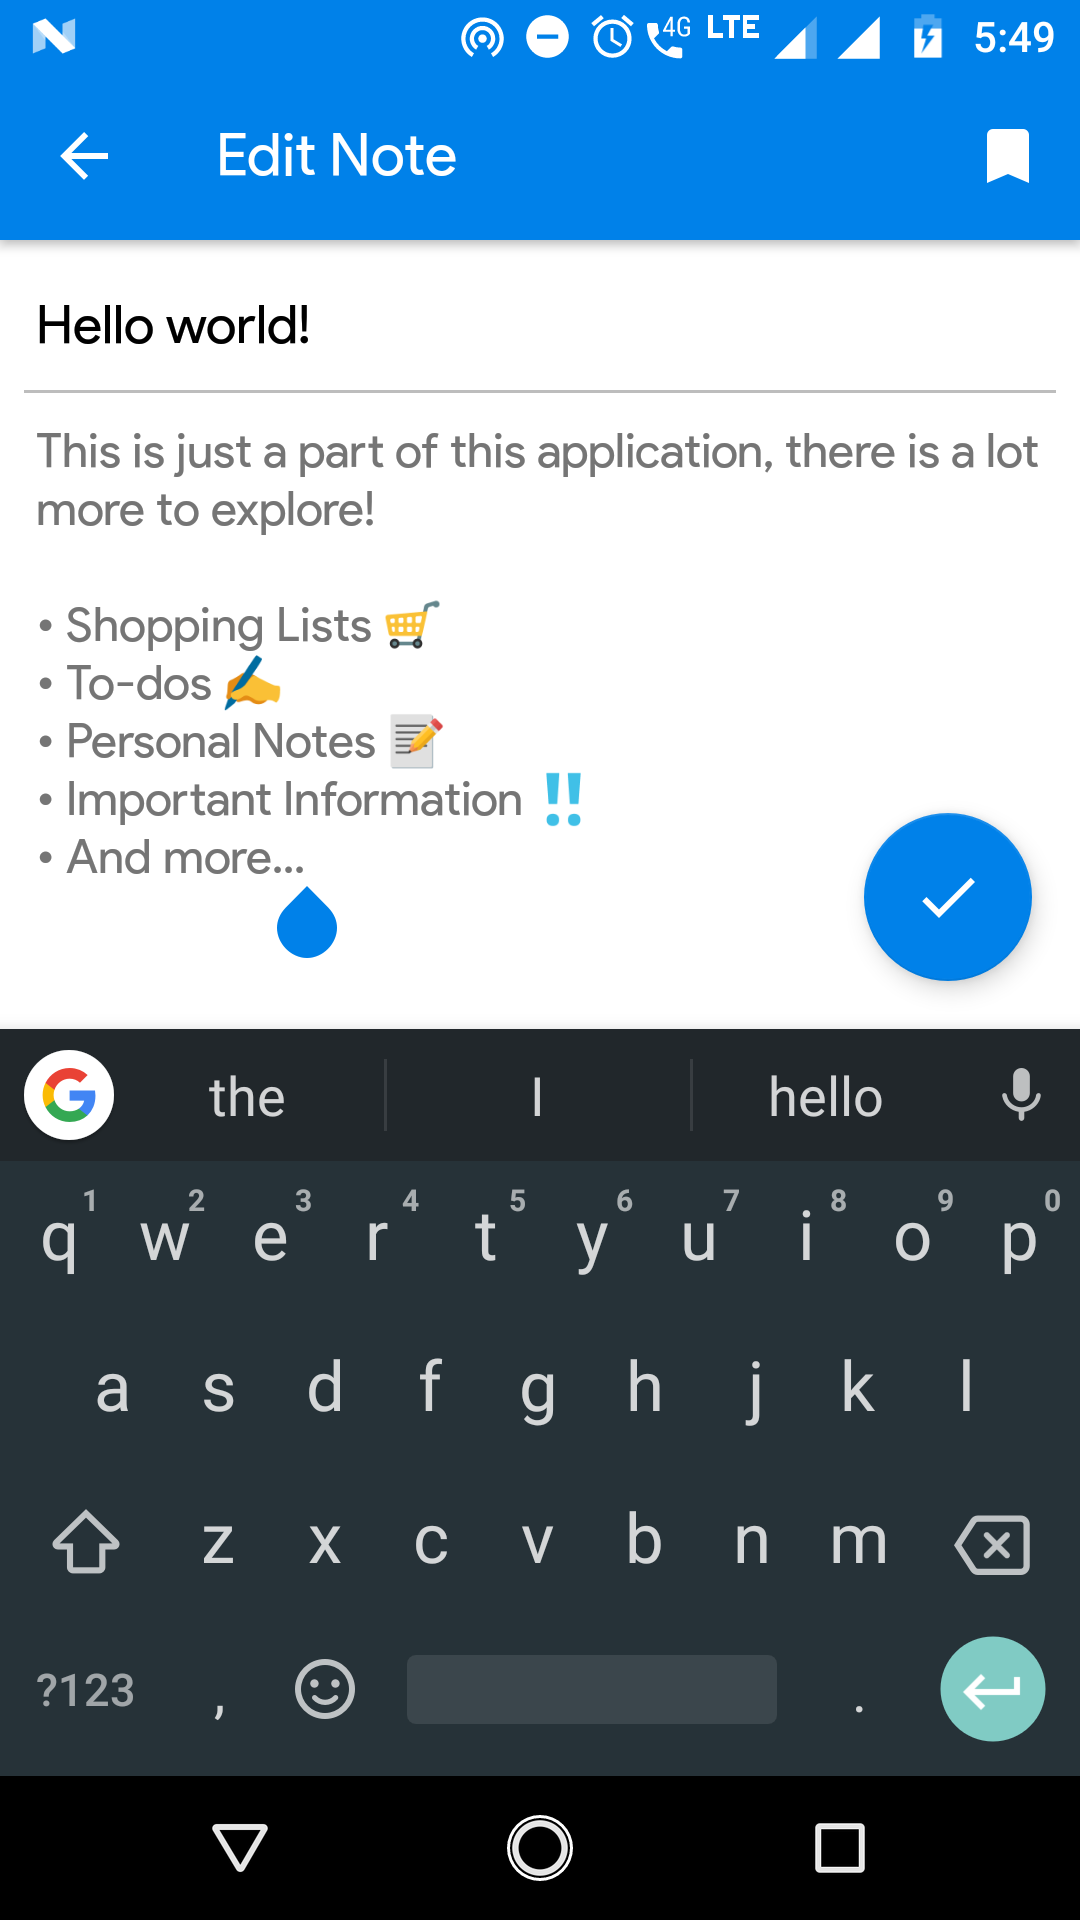 4G LTE 5:49
Edit Note
Hello world!
This is just a part of this application, there is a lot
more to explore!
• Shopping Lists 🛒
• To-dos ✍️
• Personal Notes 📝
• Important Information ‼️
• And more...
the I hello
1 2 3 4 5 6 7 8 9 0
q w e r t y u i o p
a s d f g h j k l
z x c v b n m
?123 , .